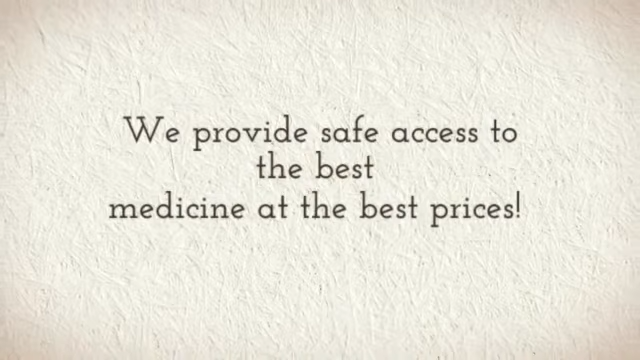 We provide safe access to
the best
medicine at the best prices!